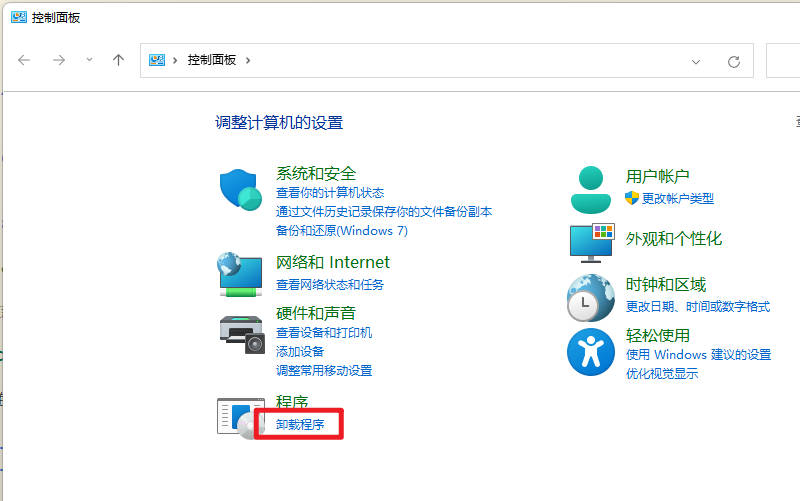 控制面板
控制面板
调整计算机的设置
系统和安全
查看你的计算机状态
通过文件历史记录保存你的文件备份副本
备份和还原(Windows 7)
网络和 Internet
查看网络状态和任务
硬件和声音
查看设备和打印机
添加设备
调整常用移动设置
程序
卸载程序
用户帐户
更改帐户类型
外观和个性化
时钟和区域
更改日期、时间或数字格式
轻松使用
使用 Windows 建议的设置
优化视觉显示